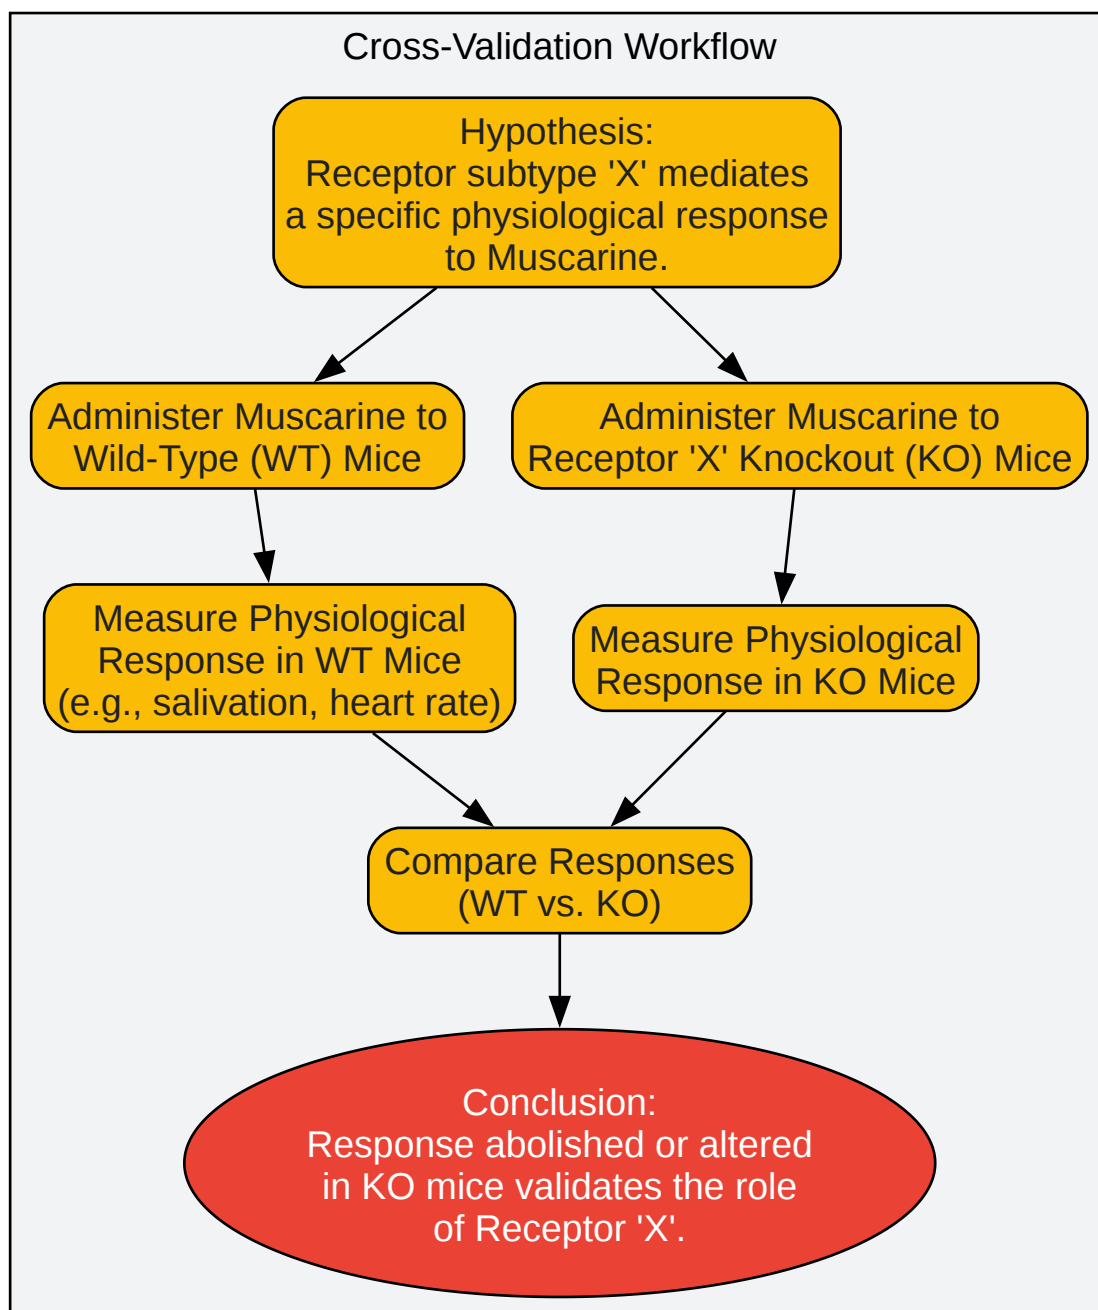 Cross-Validation Workflow
Hypothesis:
Receptor subtype 'X' mediates
a specific physiological response
to Muscarine.
Administer Muscarine to
Wild-Type (WT) Mice
Administer Muscarine to
Receptor 'X' Knockout (KO) Mice
Measure Physiological
Response in WT Mice
(e.g., salivation, heart rate)
Measure Physiological
Response in KO Mice
Compare Responses
(WT vs. KO)
Conclusion:
Response abolished or altered
in KO mice validates the role
of Receptor 'X'.